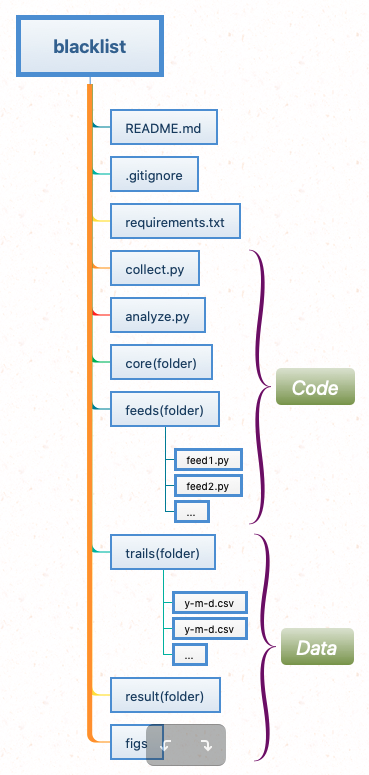 blacklist
README.md
.gitignore
requirements.txt
collect.py
analyze.py
core(folder)
feeds(folder)
feed1.py
feed2.py
...
Code
trails(folder)
y-m-d.csv
y-m-d.csv
...
Data
result(folder)
figs